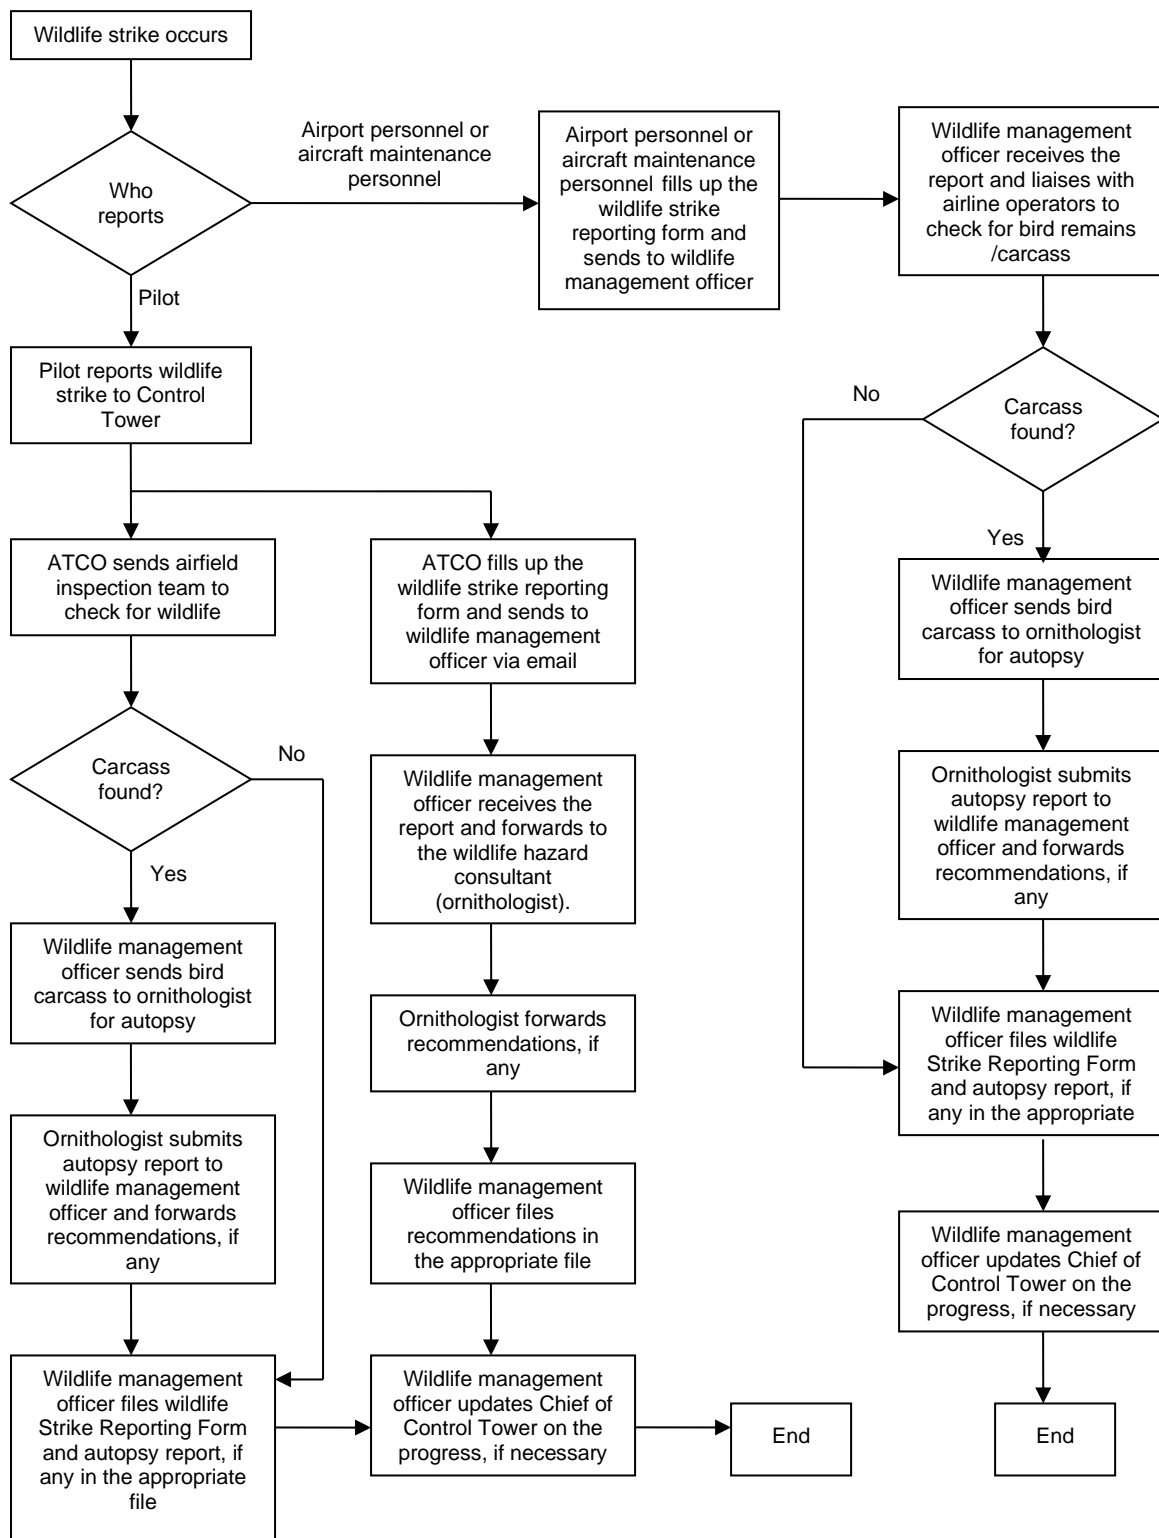 Wildlife strike occurs
Who
reports
Airport personnel or
aircraft maintenance
personnel
Airport personnel or
aircraft maintenance
personnel fills up the
wildlife strike
reporting form and
sends to wildlife
management officer
Wildlife management
officer receives the
report and liaises with
airline operators to
check for bird remains
/carcass
Pilot
Pilot reports wildlife
strike to Control
Tower
No
Carcass
found?
Yes
ATCO sends airfield
inspection team to
check for wildlife
ATCO fills up the
wildlife strike reporting
form and sends to
wildlife management
officer via email
Wildlife management
officer sends bird
carcass to ornithologist
for autopsy
Carcass
found?
No
Yes
Wildlife management
officer receives the
report and forwards to
the wildlife hazard
consultant
(ornithologist).
Ornithologist submits
autopsy report to
wildlife management
officer and forwards
recommendations, if
any
Wildlife management
officer sends bird
carcass to ornithologist
for autopsy
Ornithologist forwards
recommendations, if
any
Wildlife management
officer files wildlife
Strike Reporting Form
and autopsy report, if
any in the appropriate
Ornithologist submits
autopsy report to
wildlife management
officer and forwards
recommendations, if
any
Wildlife management
officer files
recommendations in
the appropriate file
Wildlife management
officer updates Chief of
Control Tower on the
progress, if necessary
Wildlife management
officer files wildlife
Strike Reporting Form
and autopsy report, if
any in the appropriate
file
Wildlife management
officer updates Chief of
Control Tower on the
progress, if necessary
End
End